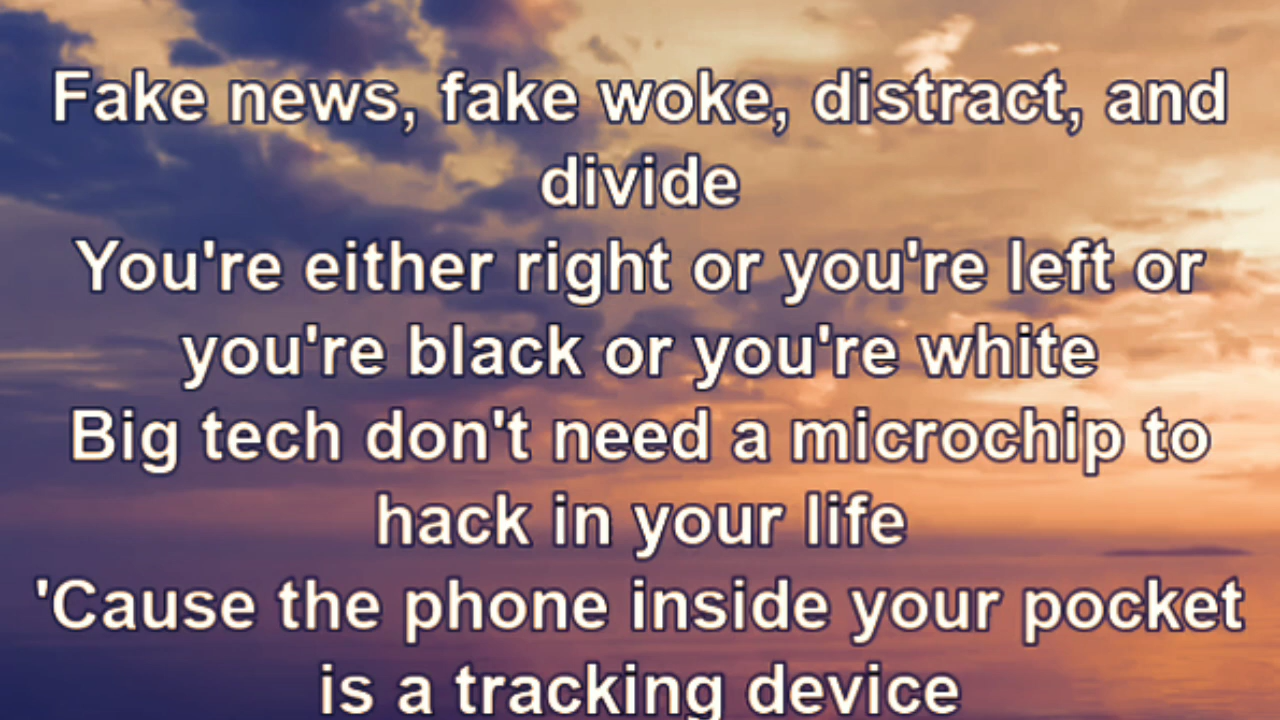 Fake news, fake woke, distract, and
divide
You're either right or you're left or
you're black or you're white
Big tech don't need a microchip to
hack in your life
'Cause the phone inside your pocket
is a tracking device